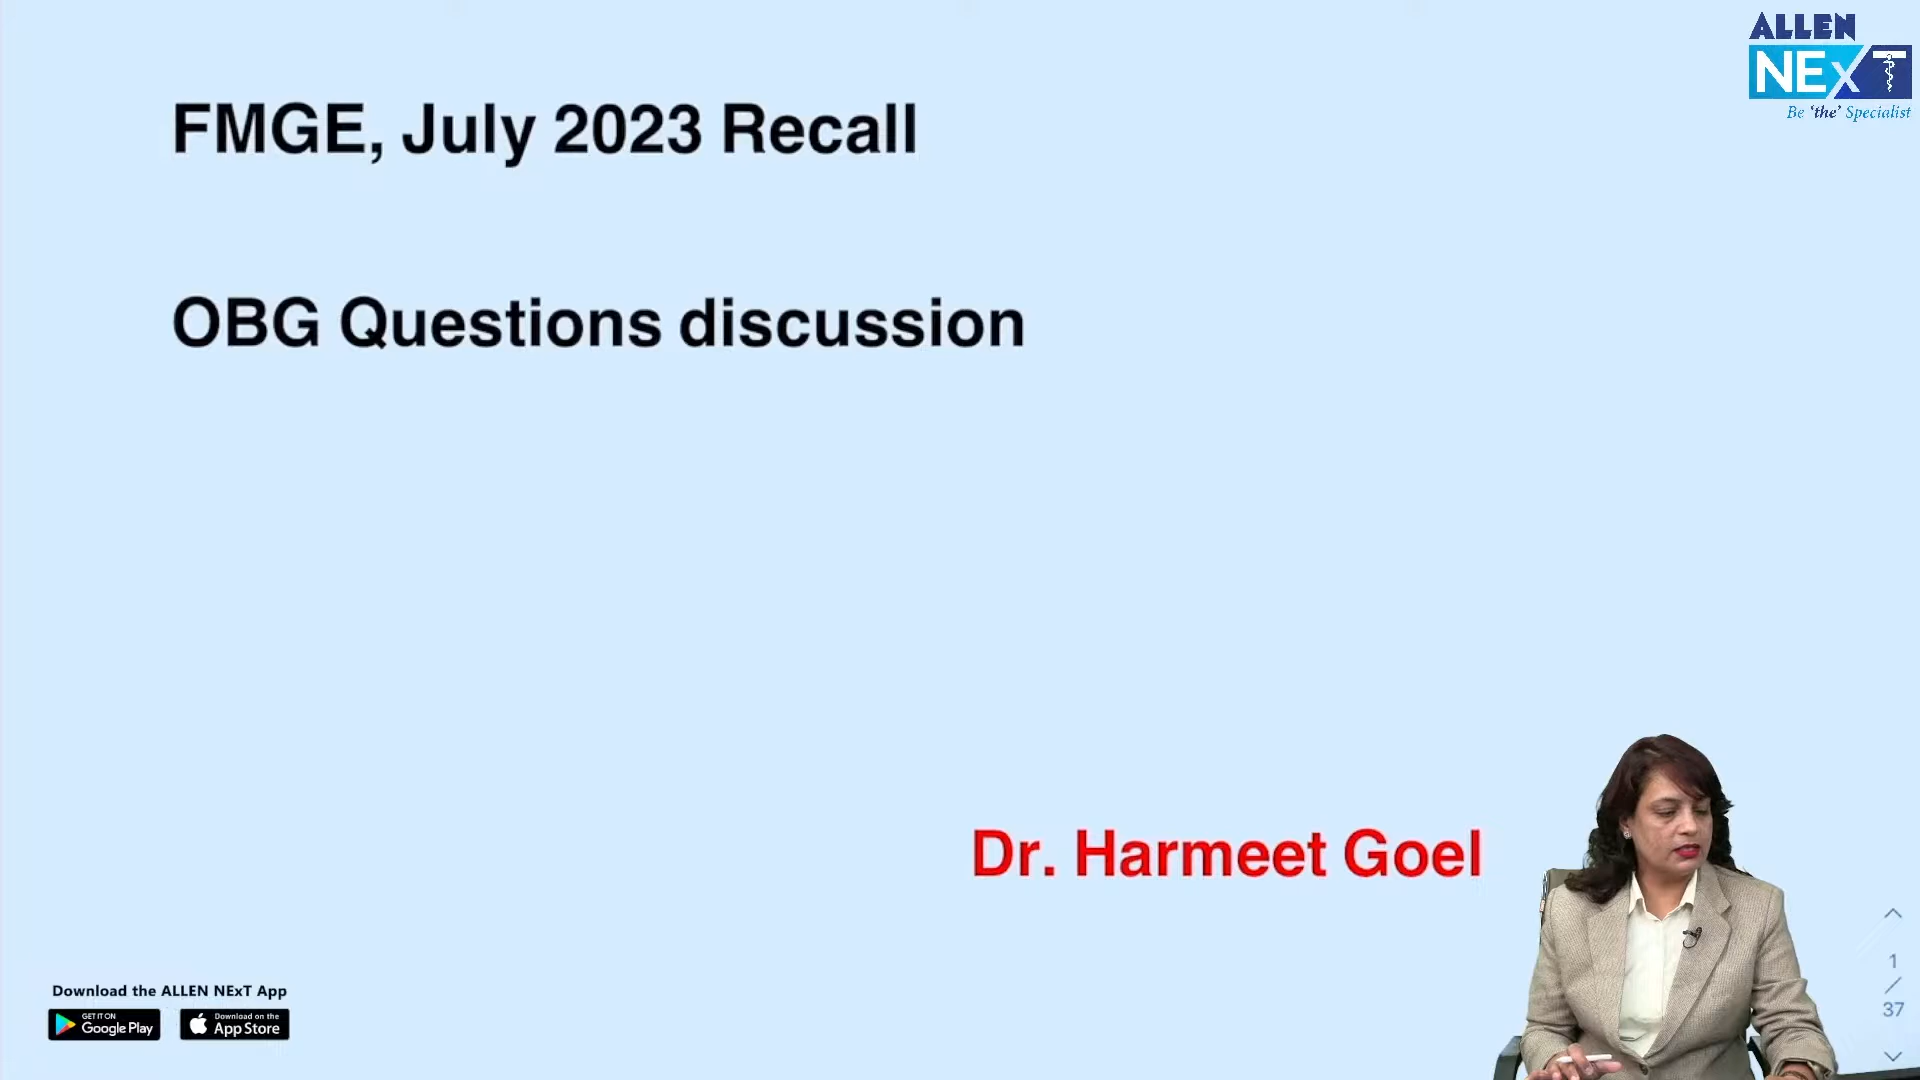 ALLEN
NExT
Be 'the' Specialist
FMGE, July 2023 Recall
OBG Questions discussion
Dr. Harmeet Goel
1
/
37
Download the ALLEN NExT App
GET IT ON
Google Play
Download on the
App Store